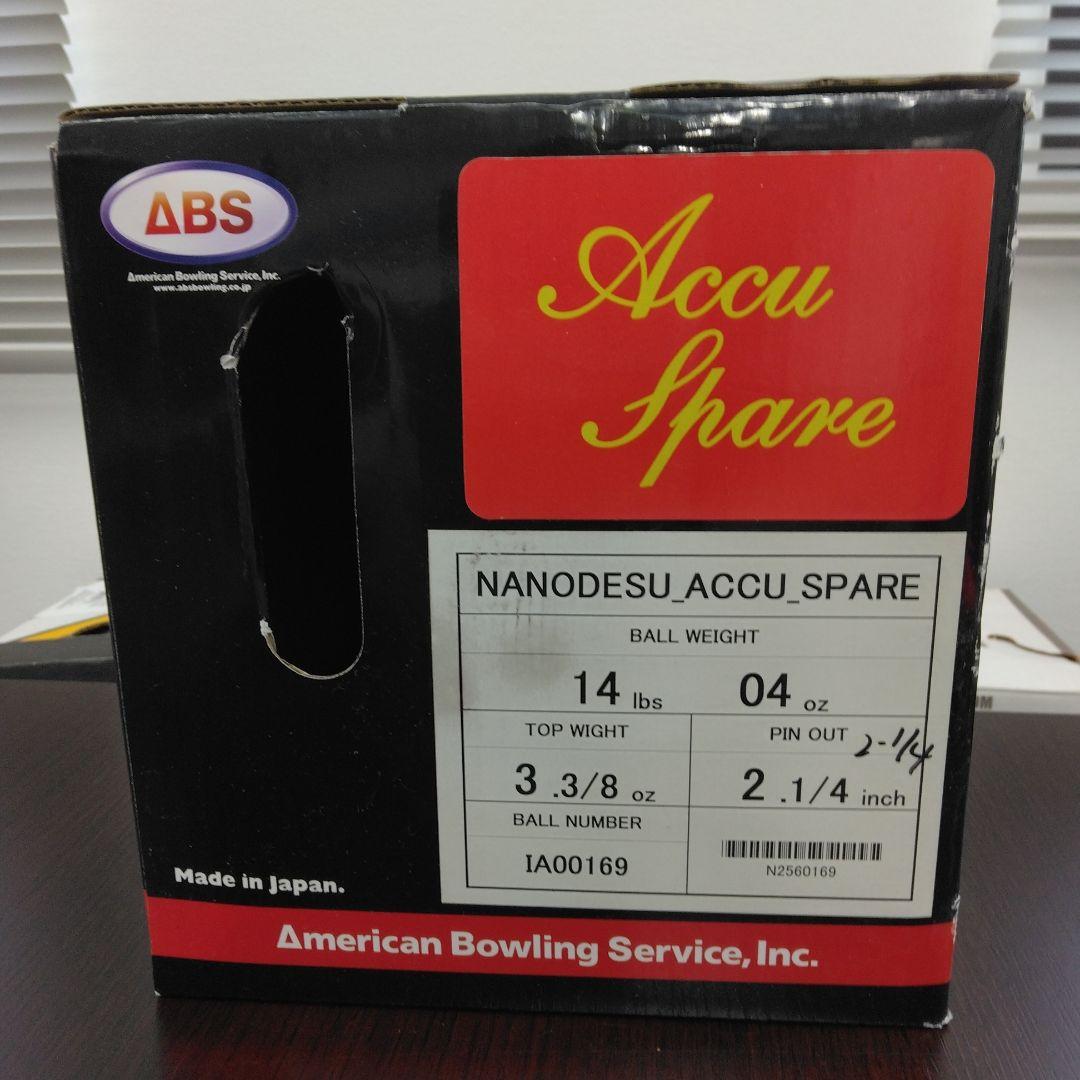 ABS
American Bowling Service, Inc.
www.absbowling.co.jp
Accu
Spare
NANODESU_ACCU_SPARE
BALL WEIGHT
14 lbs 04 oz
TOP WIGHT
3 .3/8 oz
PIN OUT 2-1/4
2 .1/4 inch
BALL NUMBER
IA00169
N2560169
Made in Japan.
American Bowling Service, Inc.